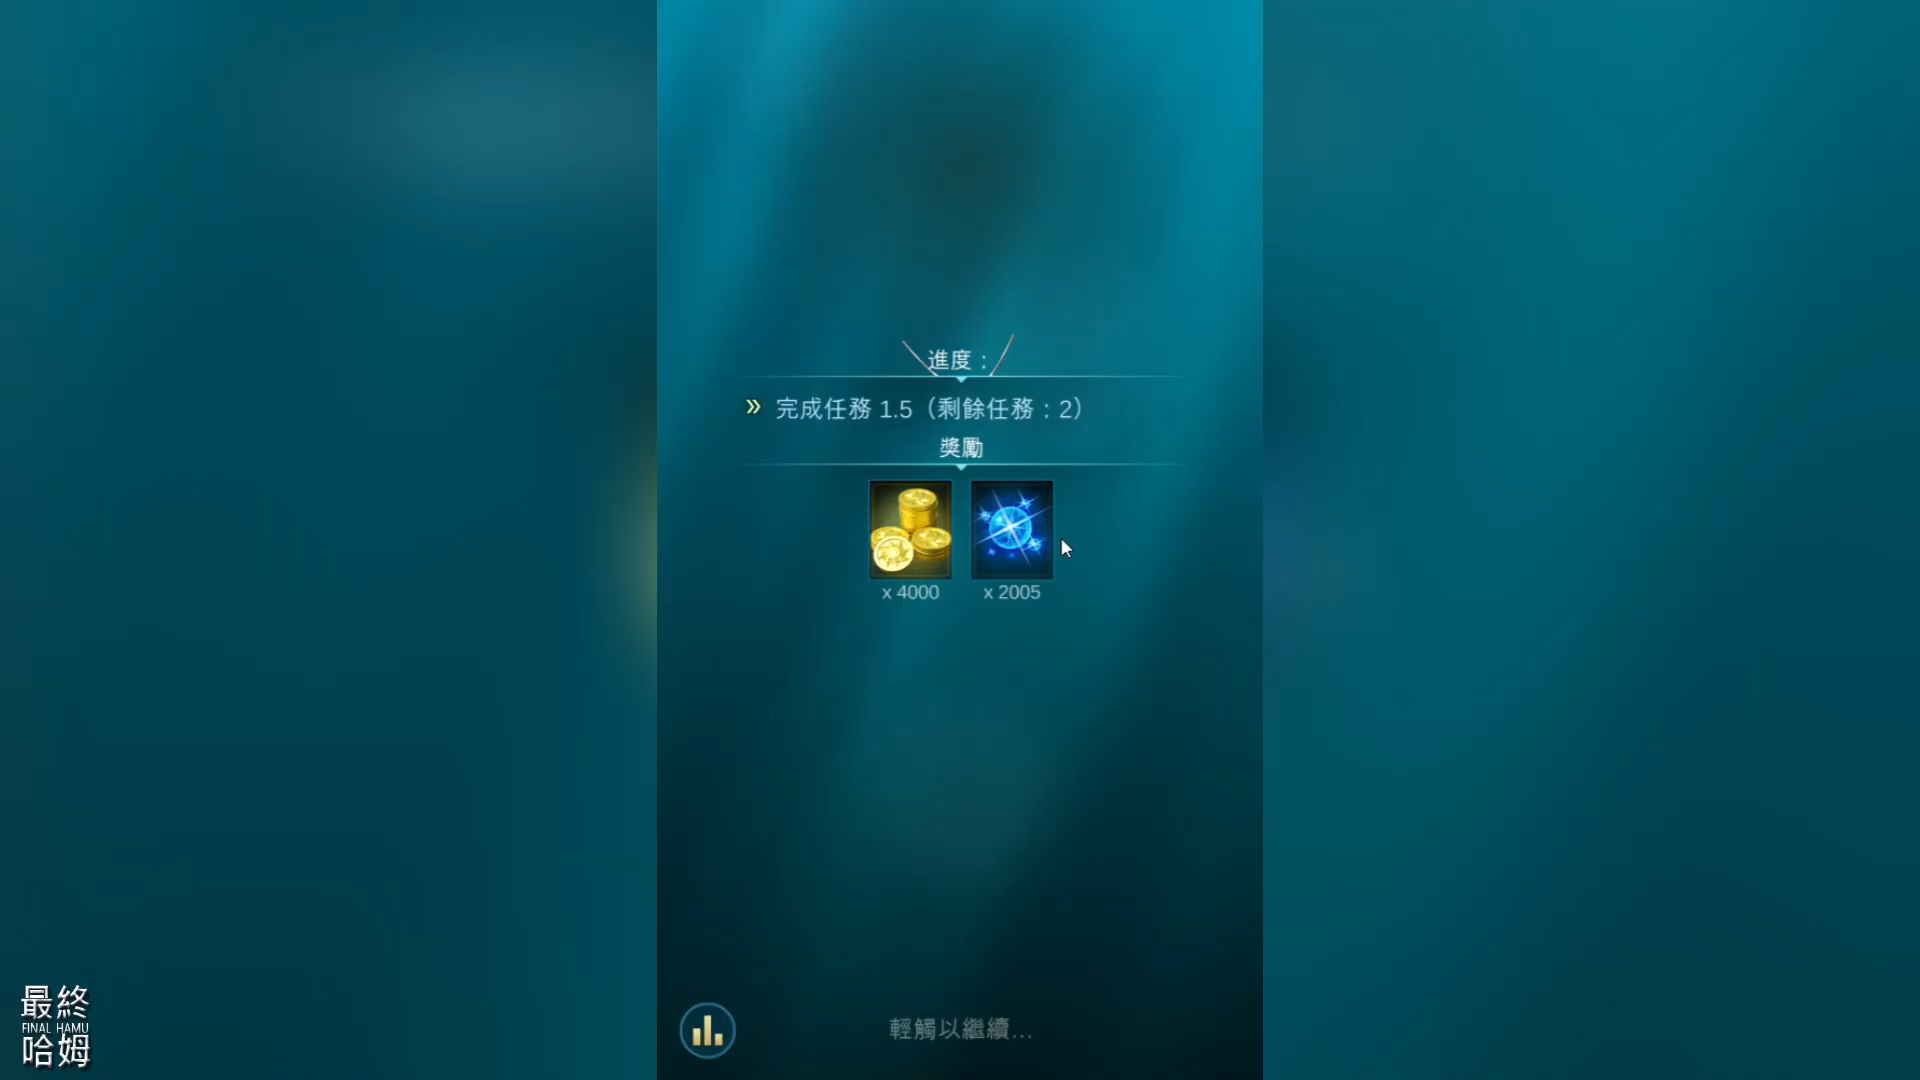 進度：
完成任務 1.5（剩餘任務：2）
獎勵
x 4000
x 2005
輕觸以繼續...
最終
FINAL HAMU
哈姆